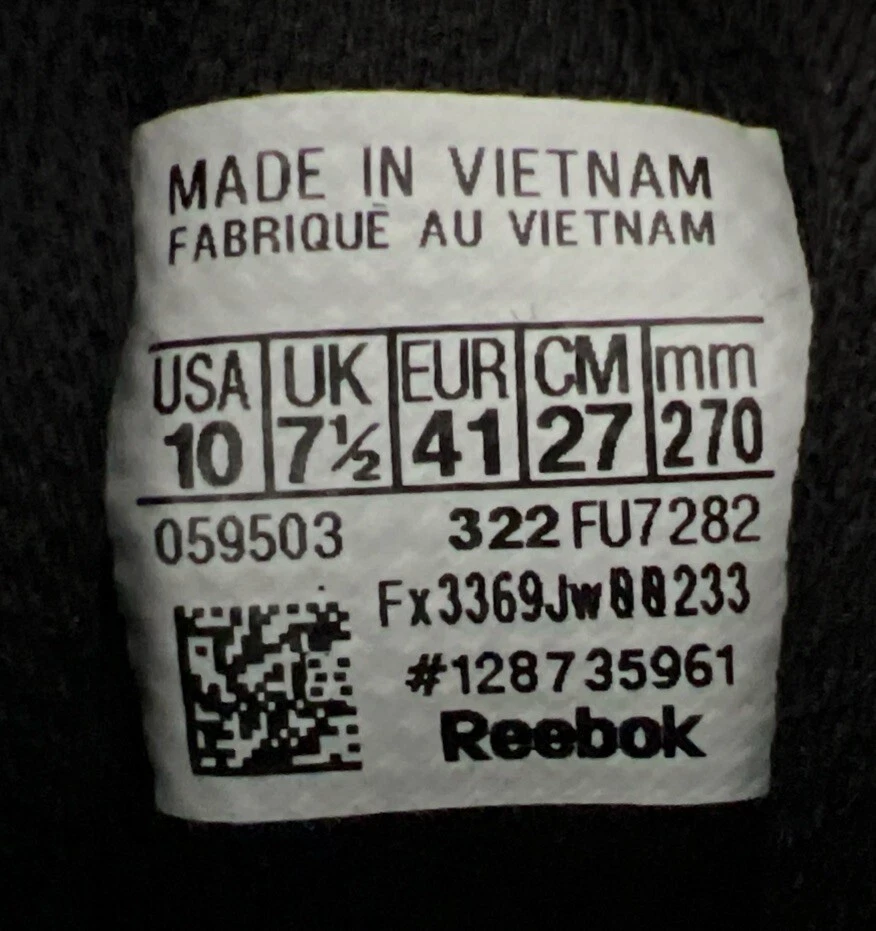 MADE IN VIETNAM
FABRIQUÉ AU VIETNAM
USA UK EUR CM mm
10 7½ 41 27 270
059503 322 FU7282
Fx3369Jw00233
#128735961
Reebok